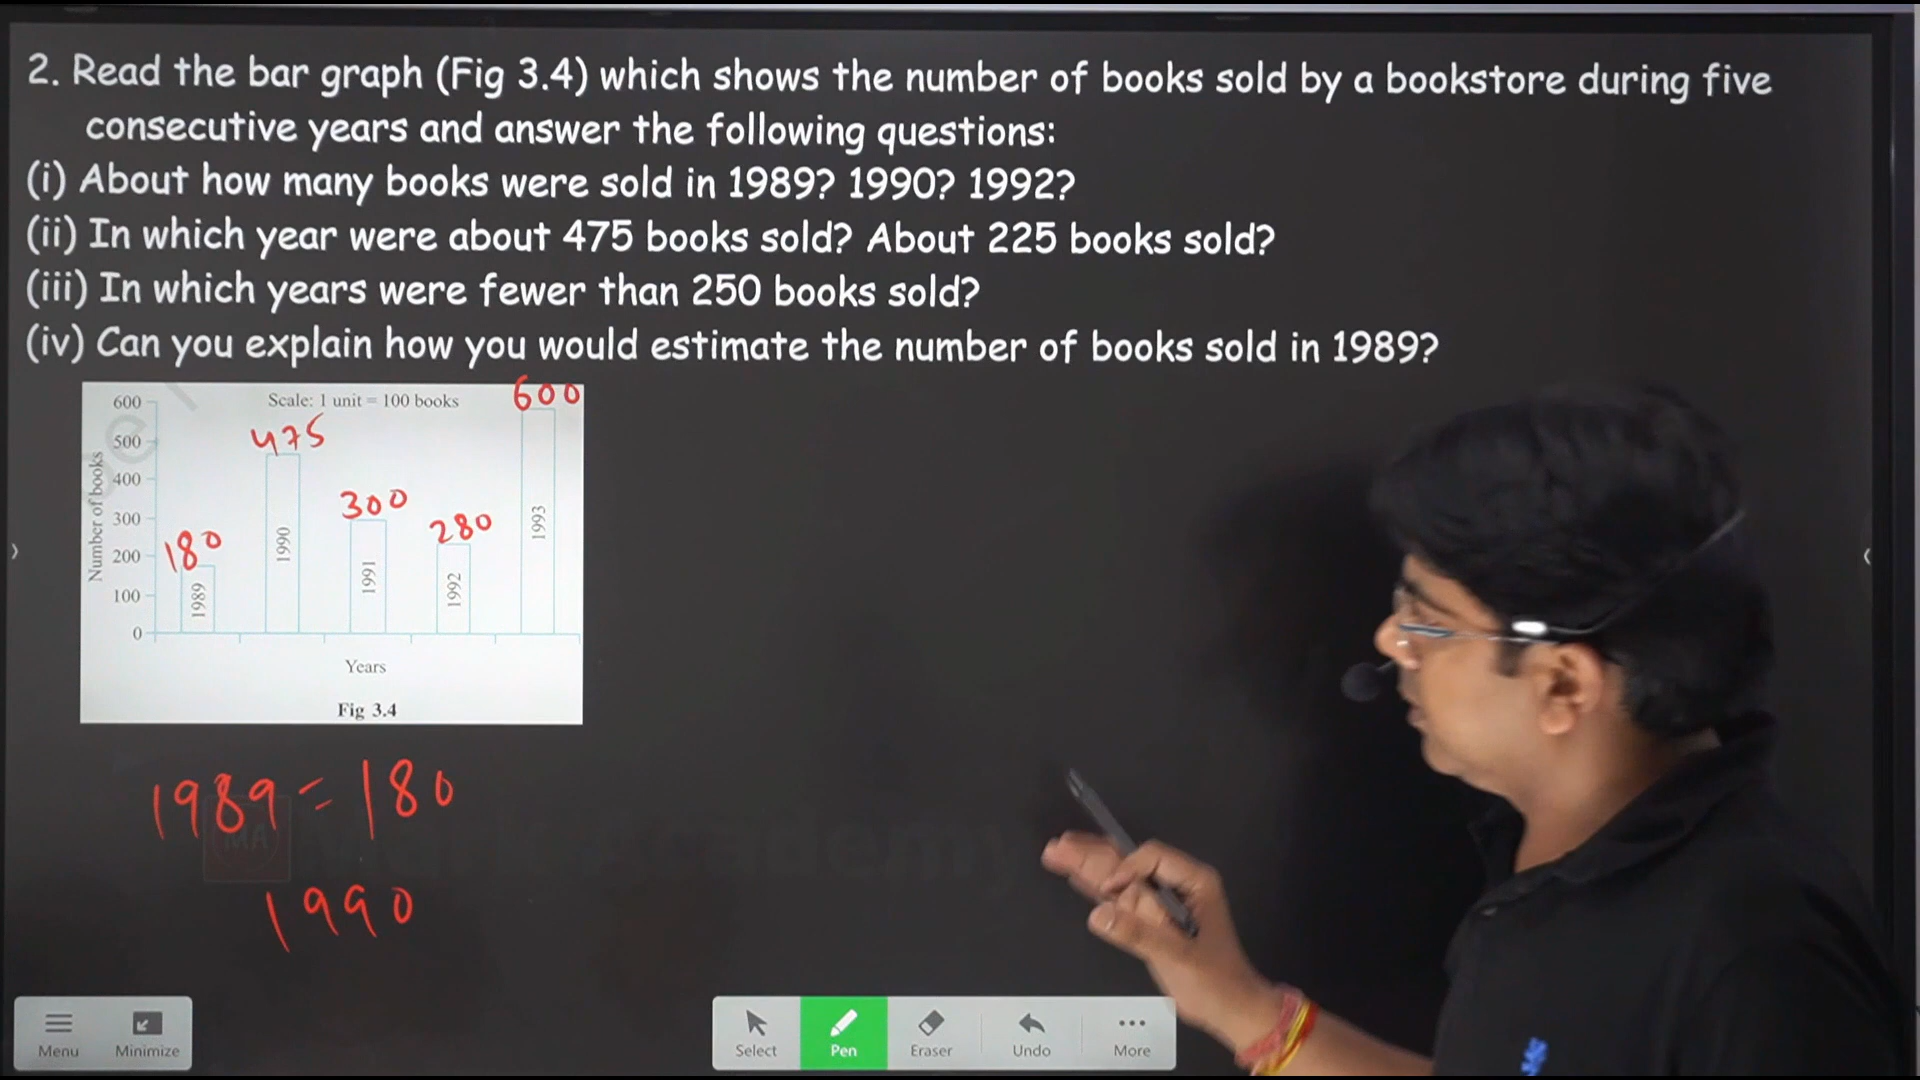 2. Read the bar graph (Fig 3.4) which shows the number of books sold by a bookstore during five
consecutive years and answer the following questions:
(i) About how many books were sold in 1989? 1990? 1992?
(ii) In which year were about 475 books sold? About 225 books sold?
(iii) In which years were fewer than 250 books sold?
(iv) Can you explain how you would estimate the number of books sold in 1989?
Scale: 1 unit = 100 books
600
500
400
300
200
100
0
Number of books
180
475
300
280
600
1989
1990
1991
1992
1993
Years
Fig 3.4
1989 = 180
1990
MA
Academy
Menu
Minimize
Select
Pen
Eraser
Undo
More